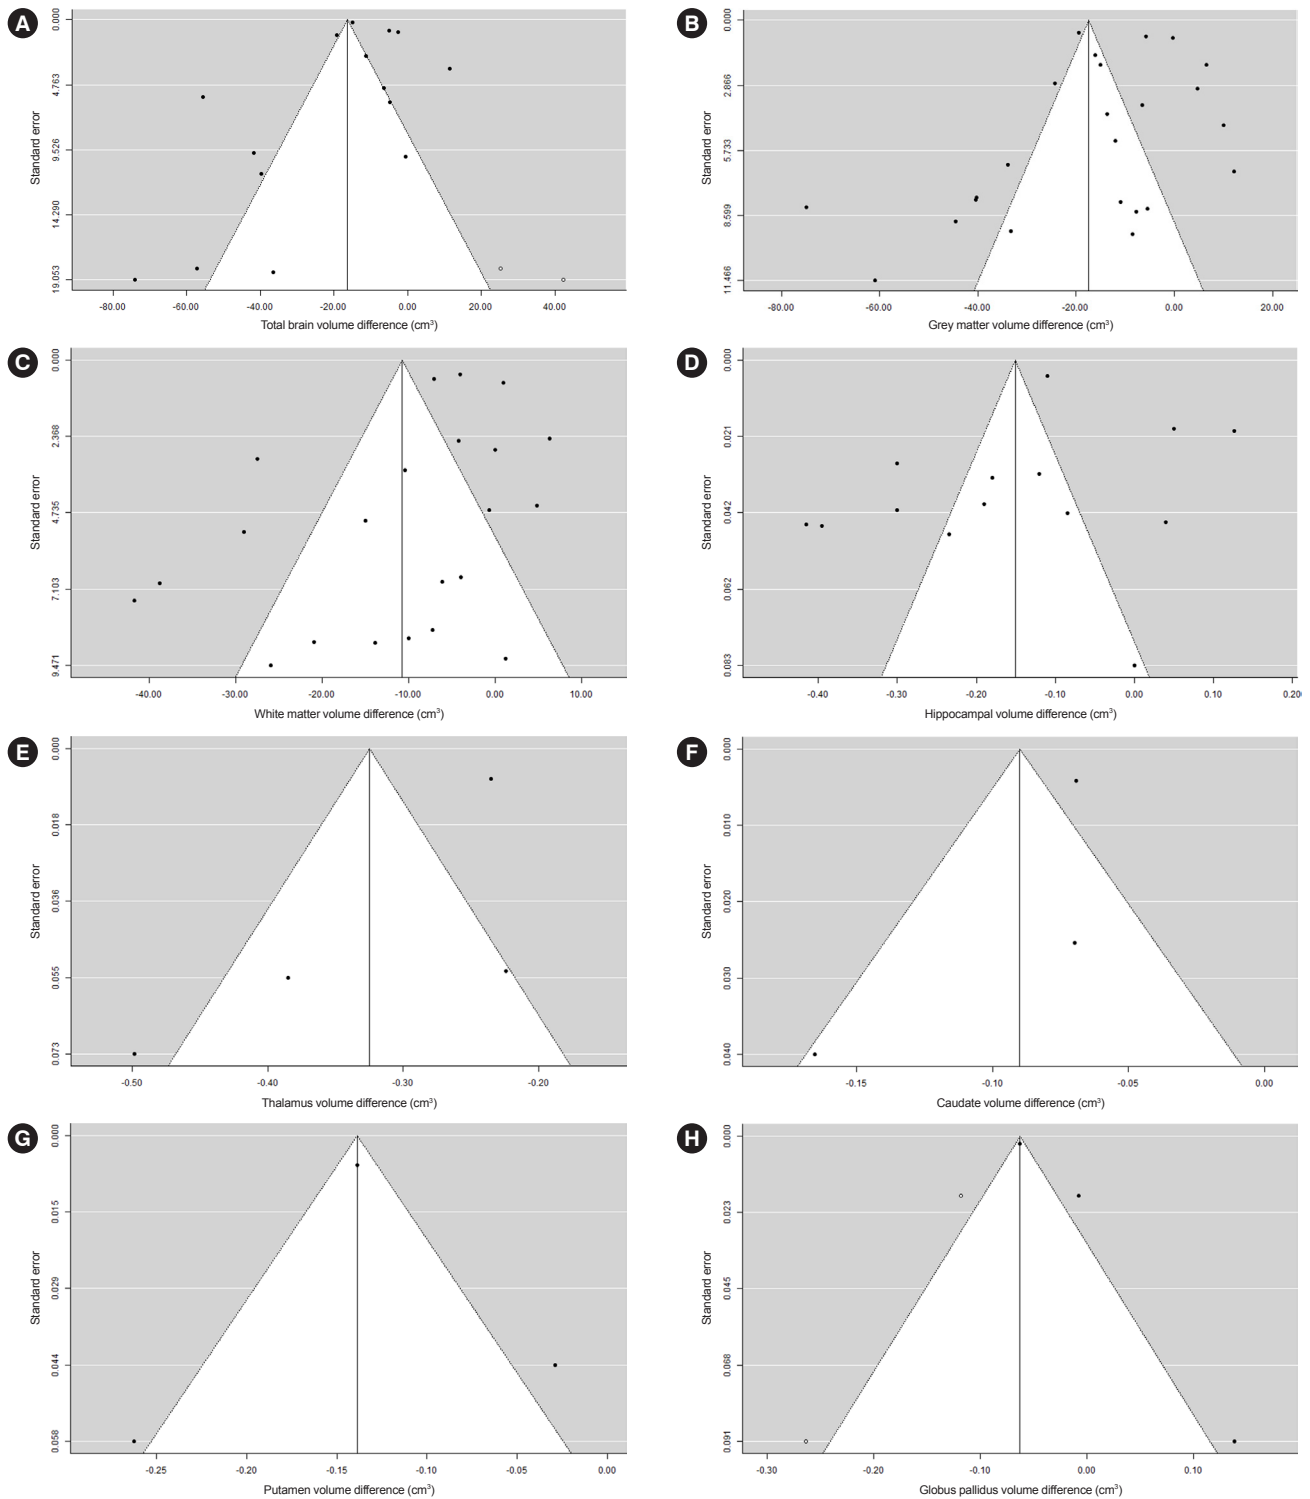 A
B
0.000
4.763
9.526
14.290
19.053
Standard error
-80.00 -60.00 -40.00 -20.00 0.00 20.00 40.00
Total brain volume difference (cm³)
0.000
2.866
5.733
8.599
11.466
Standard error
-80.00 -60.00 -40.00 -20.00 0.00 20.00
Grey matter volume difference (cm³)
C
D
0.000
2.368
4.735
7.103
9.471
Standard error
-40.00 -30.00 -20.00 -10.00 0.00 10.00
White matter volume difference (cm³)
0.000
0.021
0.042
0.062
0.083
Standard error
-0.40 -0.30 -0.20 -0.10 0.00 0.10 0.20
Hippocampal volume difference (cm³)
E
F
0.000
0.018
0.036
0.055
0.073
Standard error
-0.50 -0.40 -0.30 -0.20
Thalamus volume difference (cm³)
0.000
0.010
0.020
0.030
0.040
Standard error
-0.15 -0.10 -0.05 0.00
Caudate volume difference (cm³)
G
H
0.000
0.015
0.029
0.044
0.058
Standard error
-0.25 -0.20 -0.15 -0.10 -0.05 0.00
Putamen volume difference (cm³)
0.000
0.023
0.045
0.068
0.091
Standard error
-0.30 -0.20 -0.10 0.00 0.10
Globus pallidus volume difference (cm³)